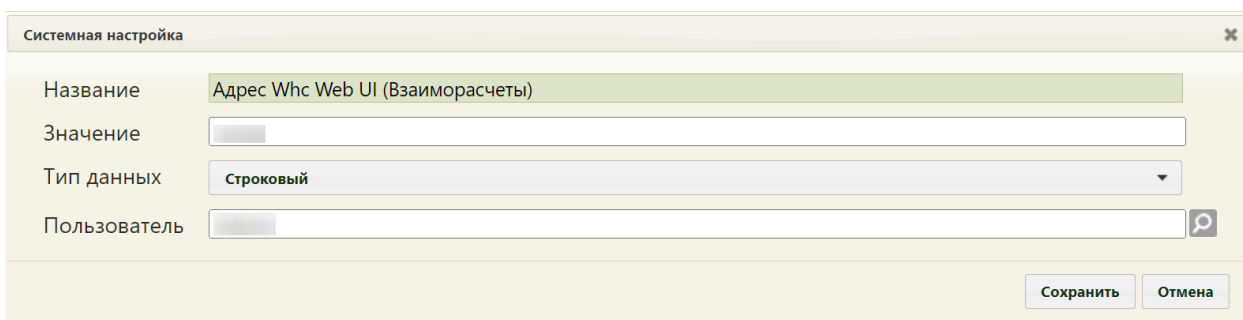 Системная настройка
Название Адрес Whc Web UI (Взаиморасчеты)
Значение
Тип данных Строковый
Пользователь
Сохранить Отмена